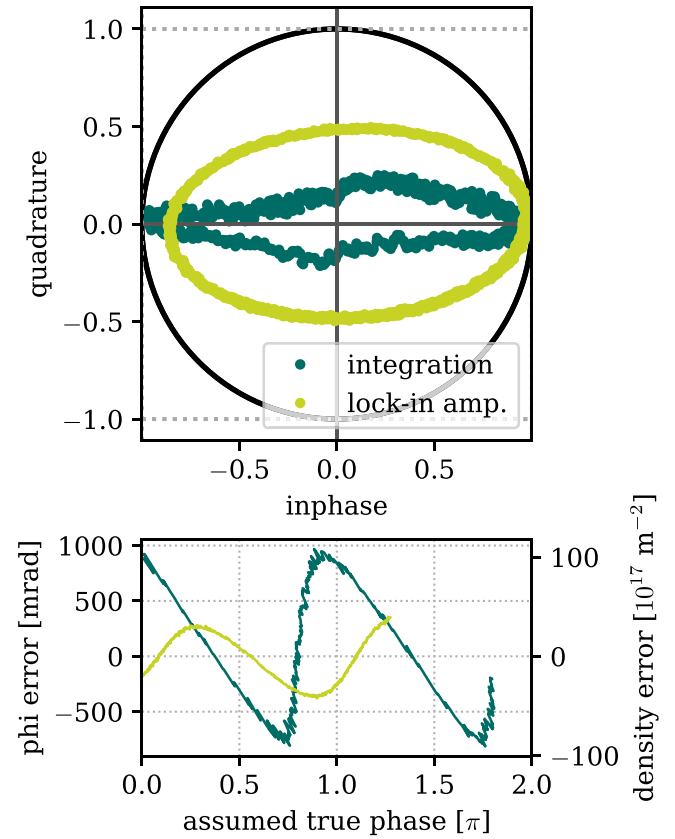 1.0
0.5
0.0
−0.5
−1.0
quadrature
integration
lock-in amp.
−0.5 0.0 0.5
inphase
1000
500
0
−500
phi error [mrad]
100
0
−100
density error [10¹⁷ m⁻²]
0.0 0.5 1.0 1.5 2.0
assumed true phase [π]